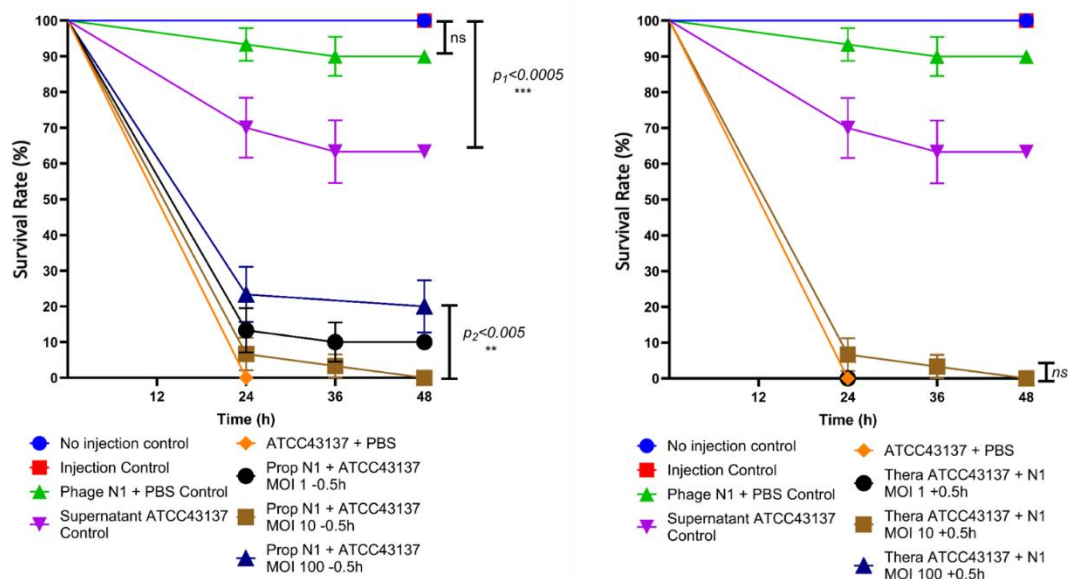 100
90
80
70
60
50
40
30
20
10
0
Survival Rate (%)
12
24
36
48
Time (h)
ns
p1<0.0005
***
p2<0.005
**
No injection control
Injection Control
Phage N1 + PBS Control
Supernatant ATCC43137
Control
ATCC43137 + PBS
Prop N1 + ATCC43137
MOI 1 -0.5h
Prop N1 + ATCC43137
MOI 10 -0.5h
Prop N1 + ATCC43137
MOI 100 -0.5h
100
90
80
70
60
50
40
30
20
10
0
Survival Rate (%)
12
24
36
48
Time (h)
ns
No injection control
Injection Control
Phage N1 + PBS Control
Supernatant ATCC43137
Control
ATCC43137 + PBS
Thera ATCC43137 + N1
MOI 1 +0.5h
Thera ATCC43137 + N1
MOI 10 +0.5h
Thera ATCC43137 + N1
MOI 100 +0.5h